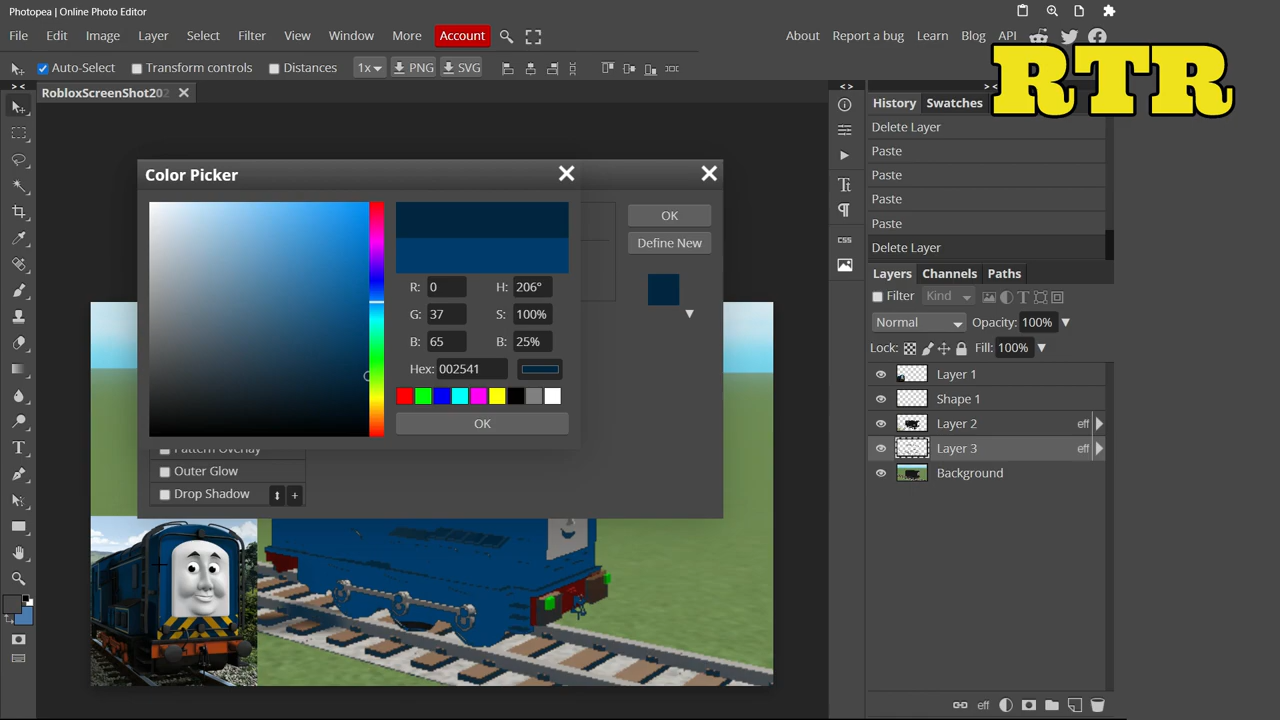 Photopea | Online Photo Editor
File Edit Image Layer Select Filter View Window More Account
About Report a bug Learn Blog API
Auto-Select Transform controls Distances 1x PNG SVG
RTR
RobloxScreenShot202
> <
< >
> <
History Swatches
Delete Layer
Paste
Paste
Paste
Paste
Delete Layer
Color Picker
OK
Define New
R: 0 H: 206°
G: 37 S: 100%
B: 65 B: 25%
Hex: 002541
OK
Pattern Overlay
Outer Glow
Drop Shadow +
CSS
Layers Channels Paths
Filter Kind
Normal Opacity: 100%
Lock: Fill: 100%
Layer 1
Shape 1
Layer 2 eff
Layer 3 eff
Background
eff